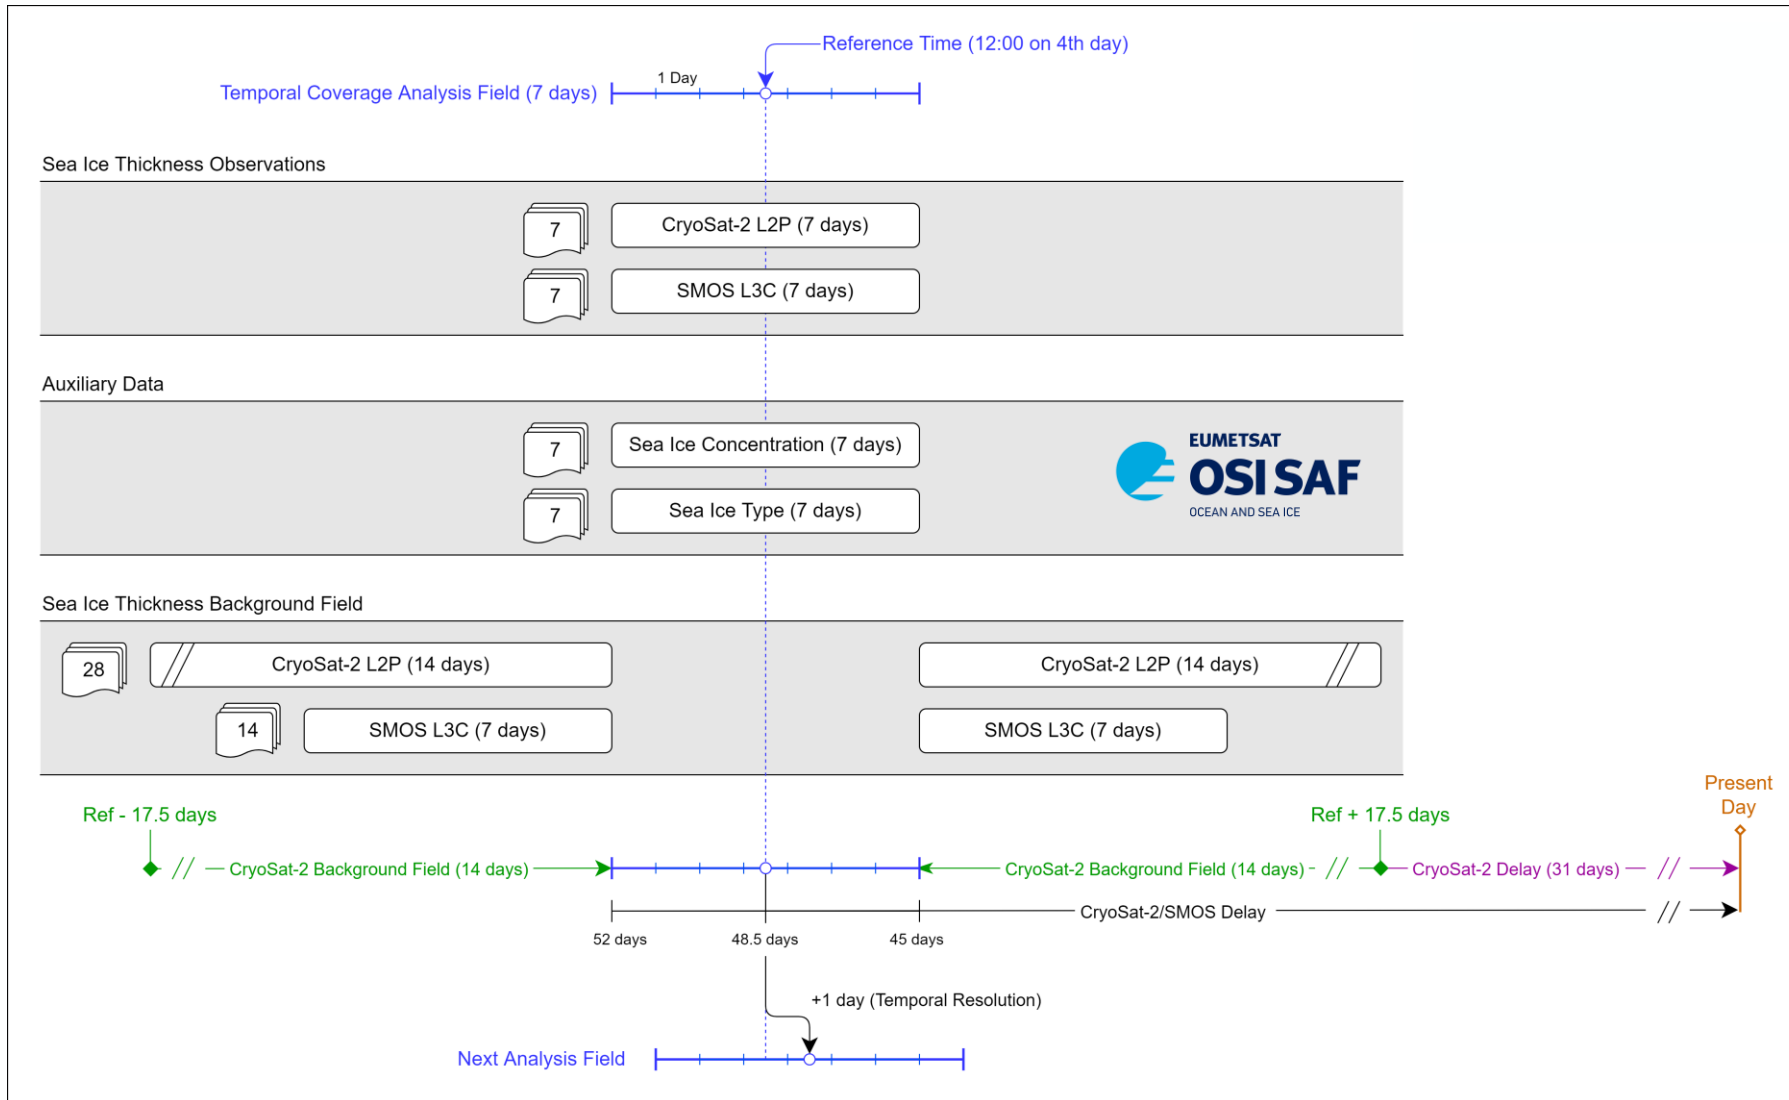 Reference Time (12:00 on 4th day)
1 Day
Temporal Coverage Analysis Field (7 days)
Sea Ice Thickness Observations
7
CryoSat-2 L2P (7 days)
7
SMOS L3C (7 days)
Auxiliary Data
7
Sea Ice Concentration (7 days)
7
Sea Ice Type (7 days)
EUMETSAT
OSI SAF
OCEAN AND SEA ICE
Sea Ice Thickness Background Field
28
CryoSat-2 L2P (14 days)
CryoSat-2 L2P (14 days)
14
SMOS L3C (7 days)
SMOS L3C (7 days)
Present
Day
Ref - 17.5 days
Ref + 17.5 days
CryoSat-2 Background Field (14 days)
CryoSat-2 Background Field (14 days)
CryoSat-2 Delay (31 days)
CryoSat-2/SMOS Delay
52 days
48.5 days
45 days
+1 day (Temporal Resolution)
Next Analysis Field